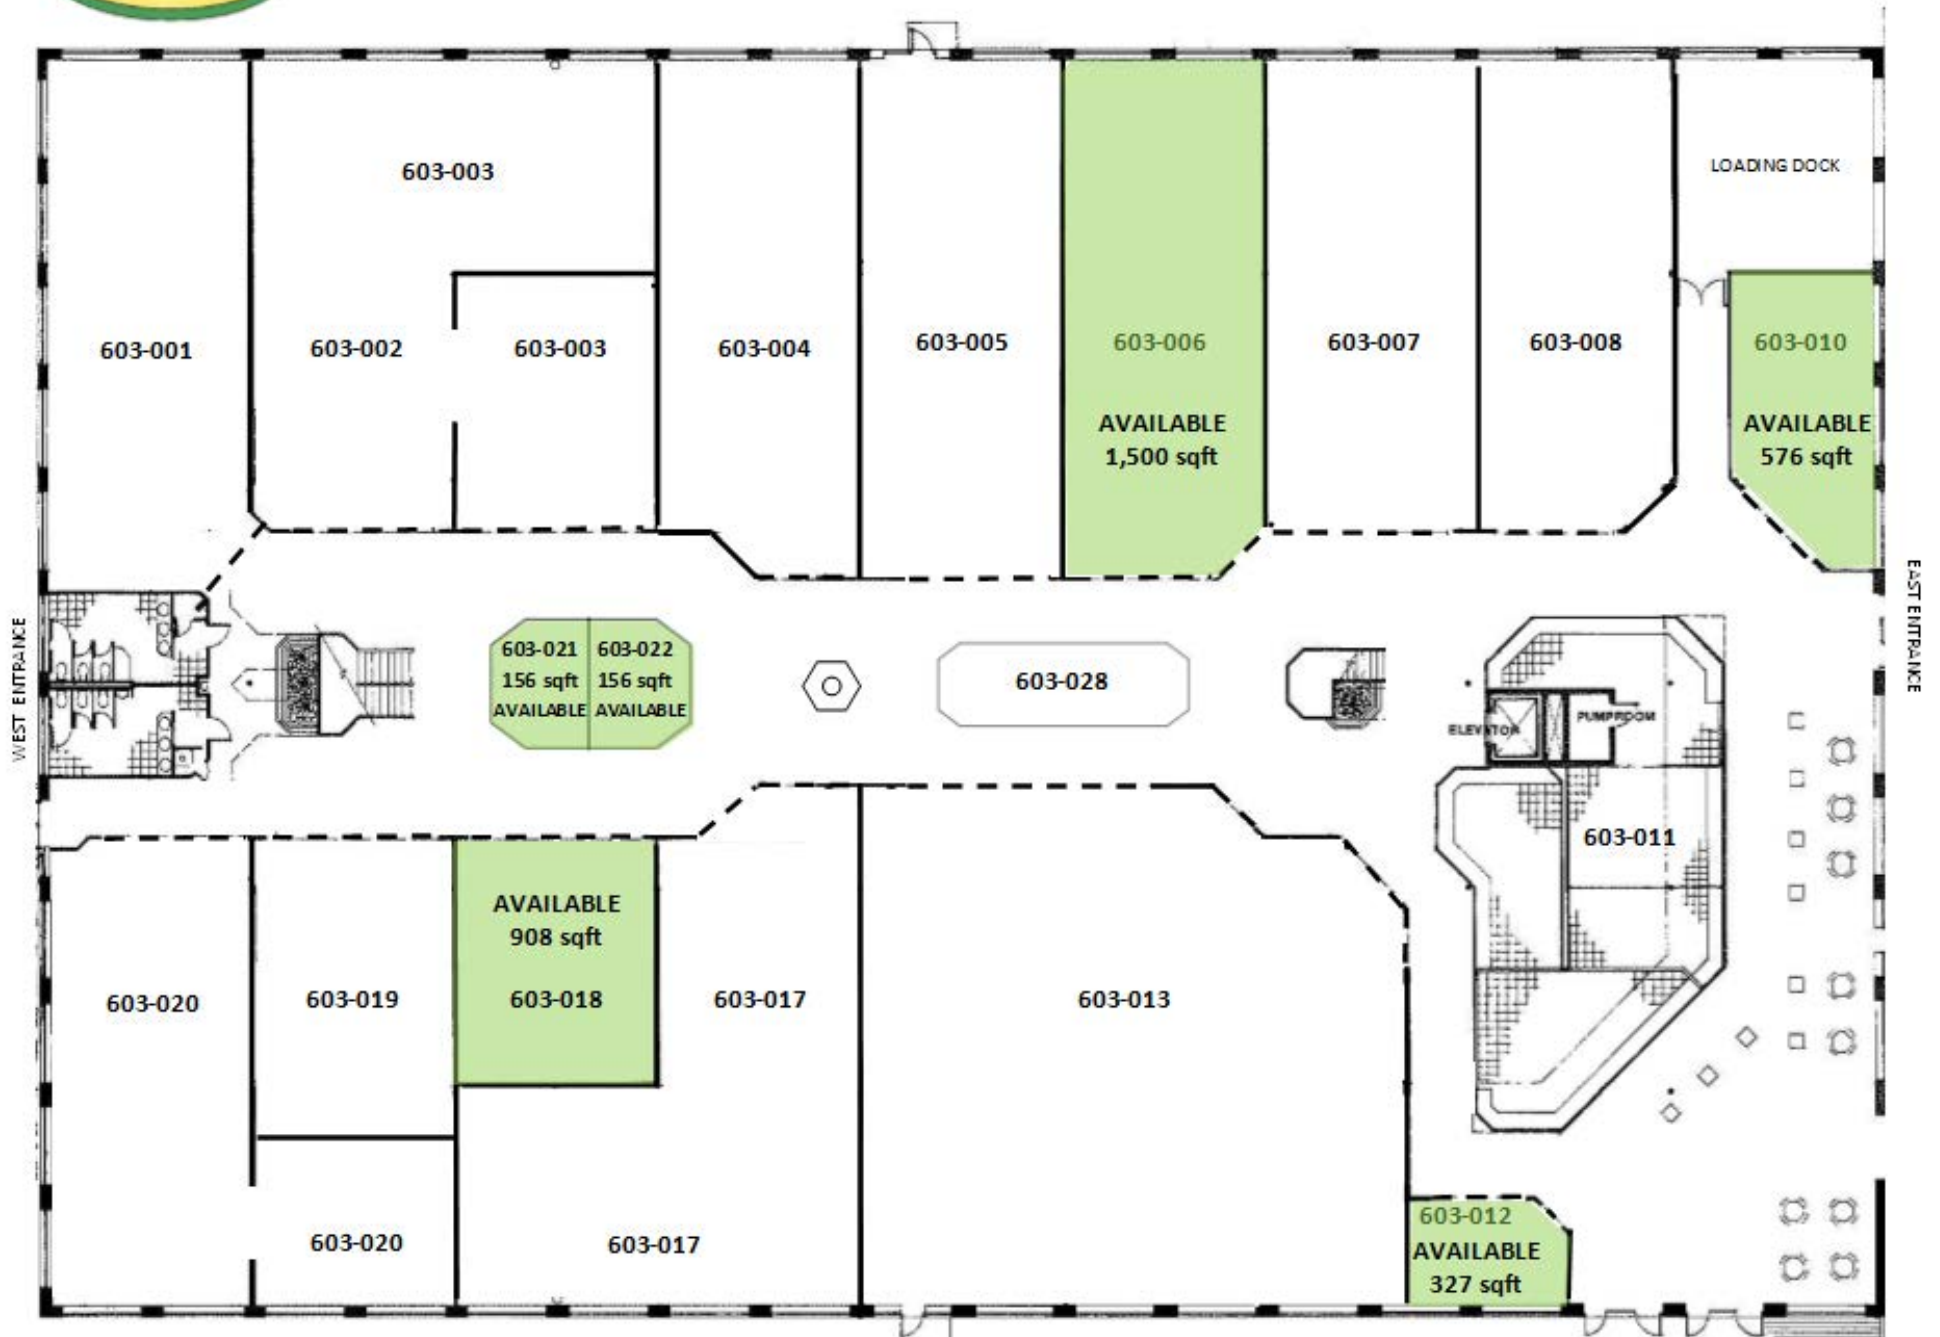 603-003
LOADING DOCK
603-001
603-002
603-003
603-004
603-005
603-006
AVAILABLE
1,500 sqft
603-007
603-008
603-010
AVAILABLE
576 sqft
WEST ENTRANCE
EAST ENTRANCE
603-021
156 sqft
AVAILABLE
603-022
156 sqft
AVAILABLE
603-028
ELEVATOR
PUMPROOM
603-011
603-020
603-019
AVAILABLE
908 sqft
603-018
603-017
603-013
603-020
603-017
603-012
AVAILABLE
327 sqft